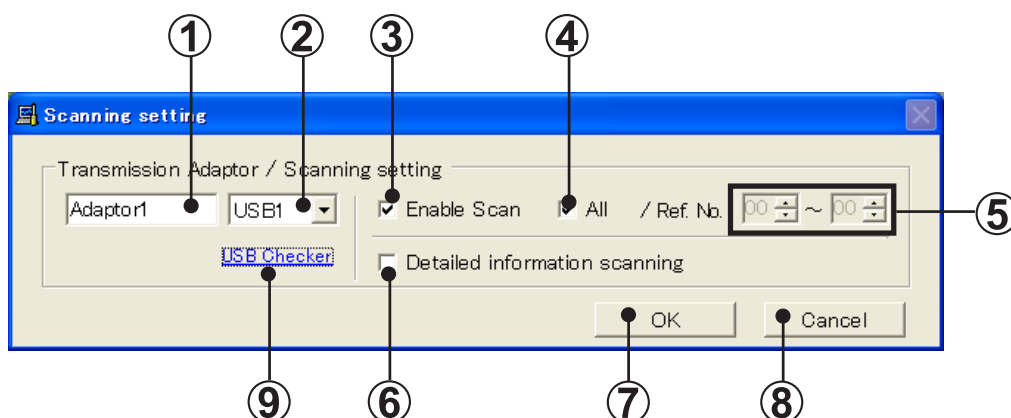 ① ② ③ ④
Scanning setting
Transmission Adaptor / Scanning setting
Adaptor1 USB1 Enable Scan All / Ref. No. 00 ~ 00 ⑤
USB Checker Detailed information scanning
OK Cancel
⑨ ⑥ ⑦ ⑧